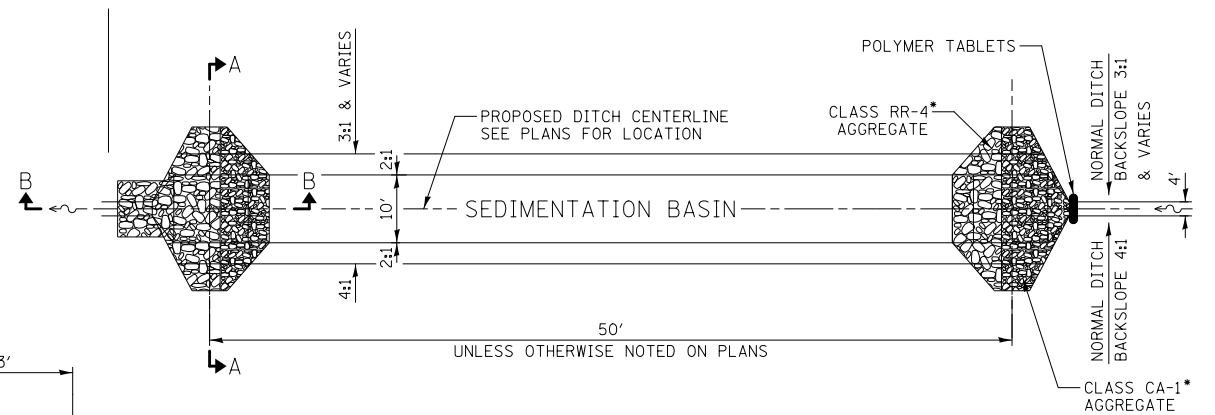 A
3:1 & VARIES
POLYMER TABLETS
NORMAL DITCH
BACKSLOPE 3:1
& VARIES
PROPOSED DITCH CENTERLINE
SEE PLANS FOR LOCATION
CLASS RR-4*
AGGREGATE
2:1
B
B
10'
SEDIMENTATION BASIN
4'
2:1
4:1
NORMAL DITCH
BACKSLOPE 4:1
50'
UNLESS OTHERWISE NOTED ON PLANS
A
3'
CLASS CA-1*
AGGREGATE